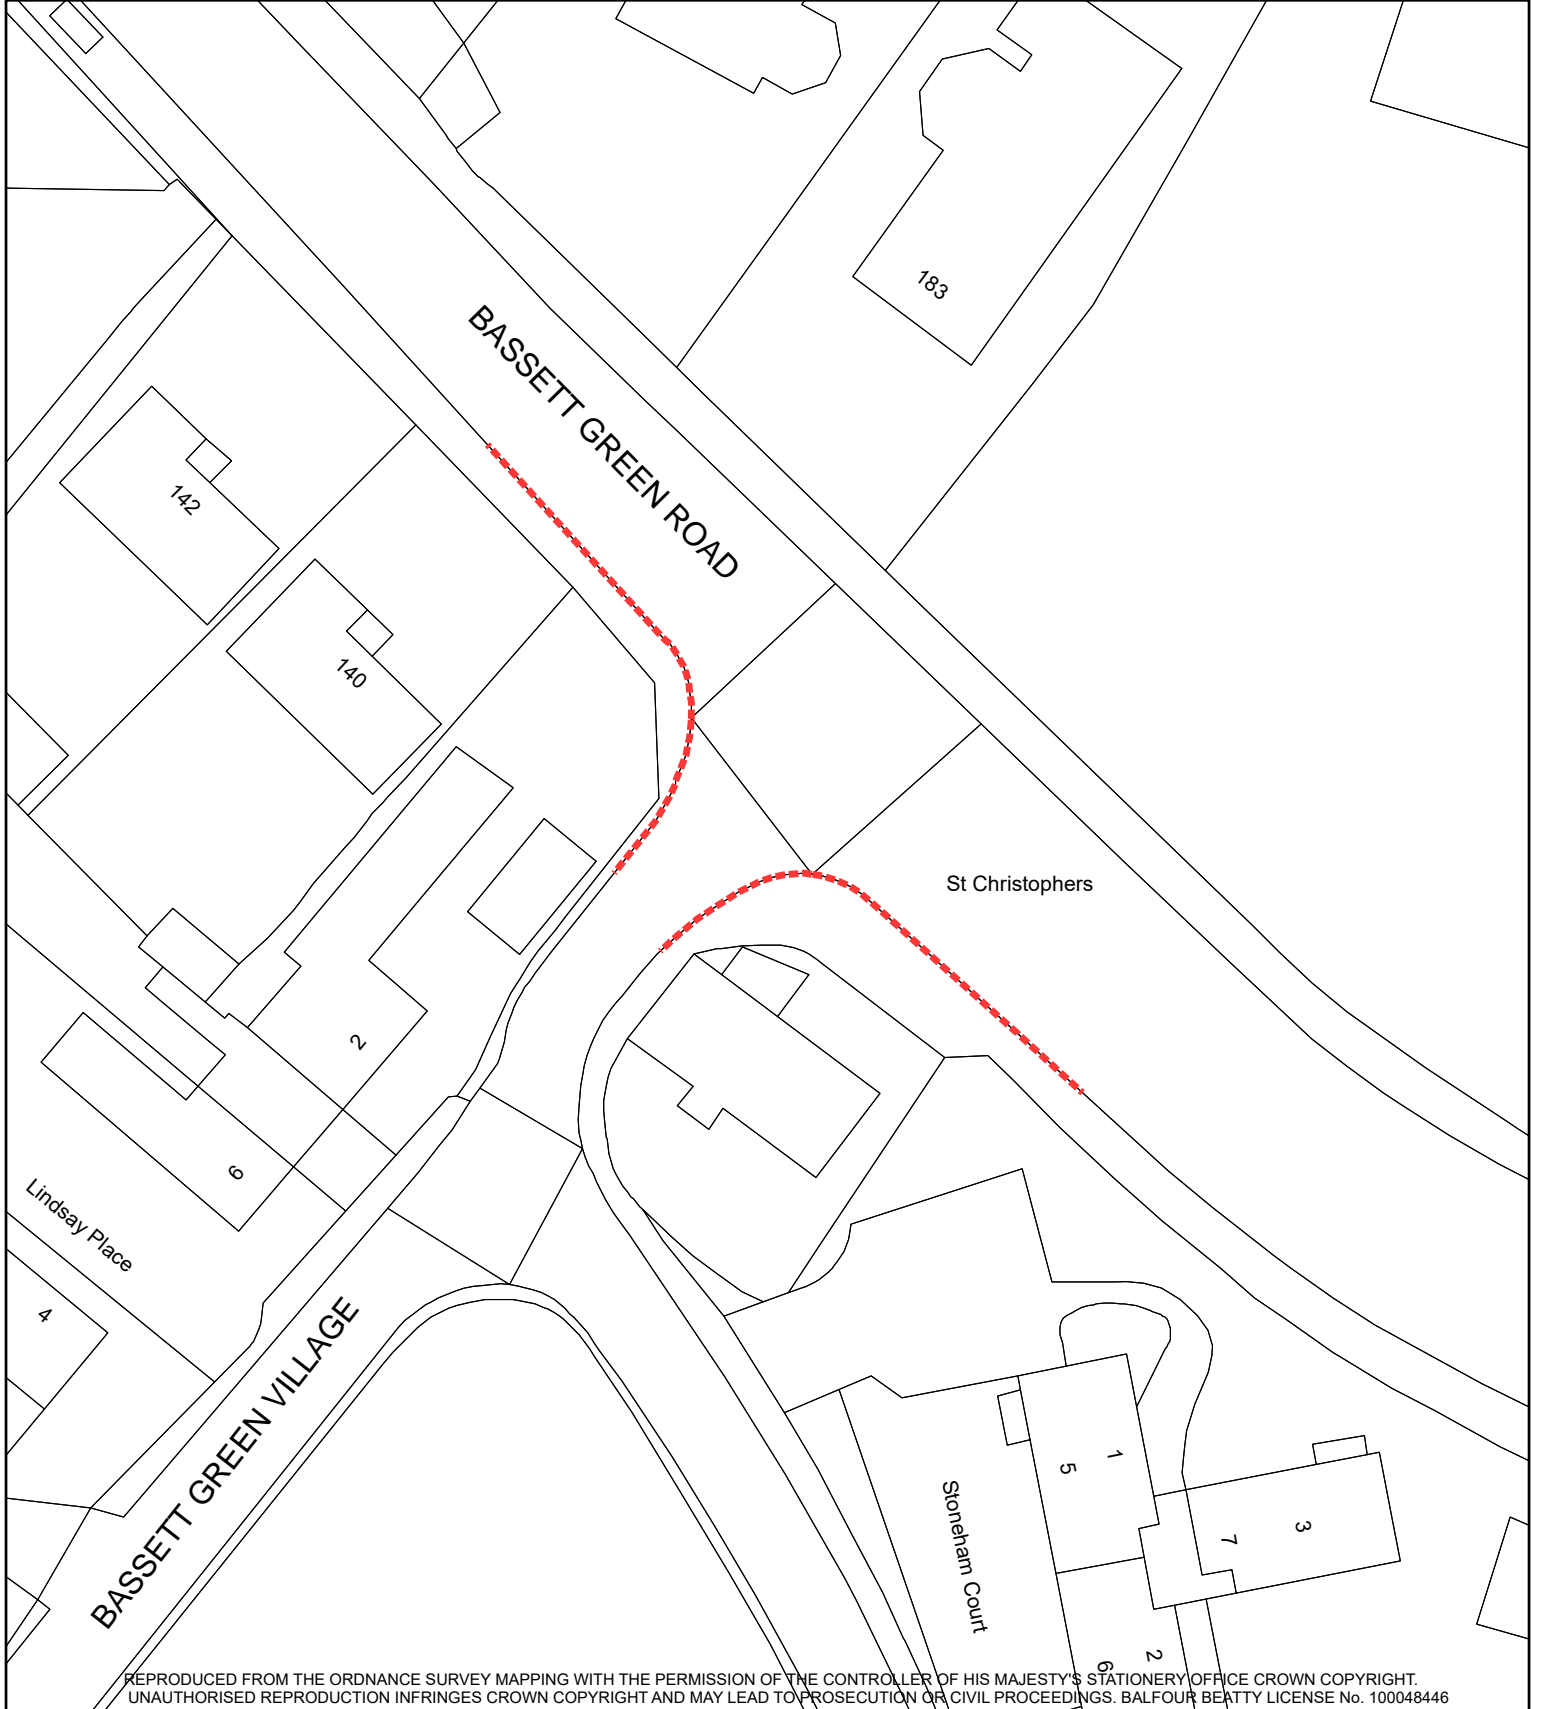 183
BASSETT GREEN ROAD
142
140
St Christophers
2
6
Lindsay Place
4
BASSETT GREEN VILLAGE
1
5
Stoneham Court
3
7
2
6
REPRODUCED FROM THE ORDNANCE SURVEY MAPPING WITH THE PERMISSION OF THE CONTROLLER OF HIS MAJESTY'S STATIONERY OFFICE CROWN COPYRIGHT.
UNAUTHORISED REPRODUCTION INFRINGES CROWN COPYRIGHT AND MAY LEAD TO PROSECUTION OR CIVIL PROCEEDINGS. BALFOUR BEATTY LICENSE No. 100048446